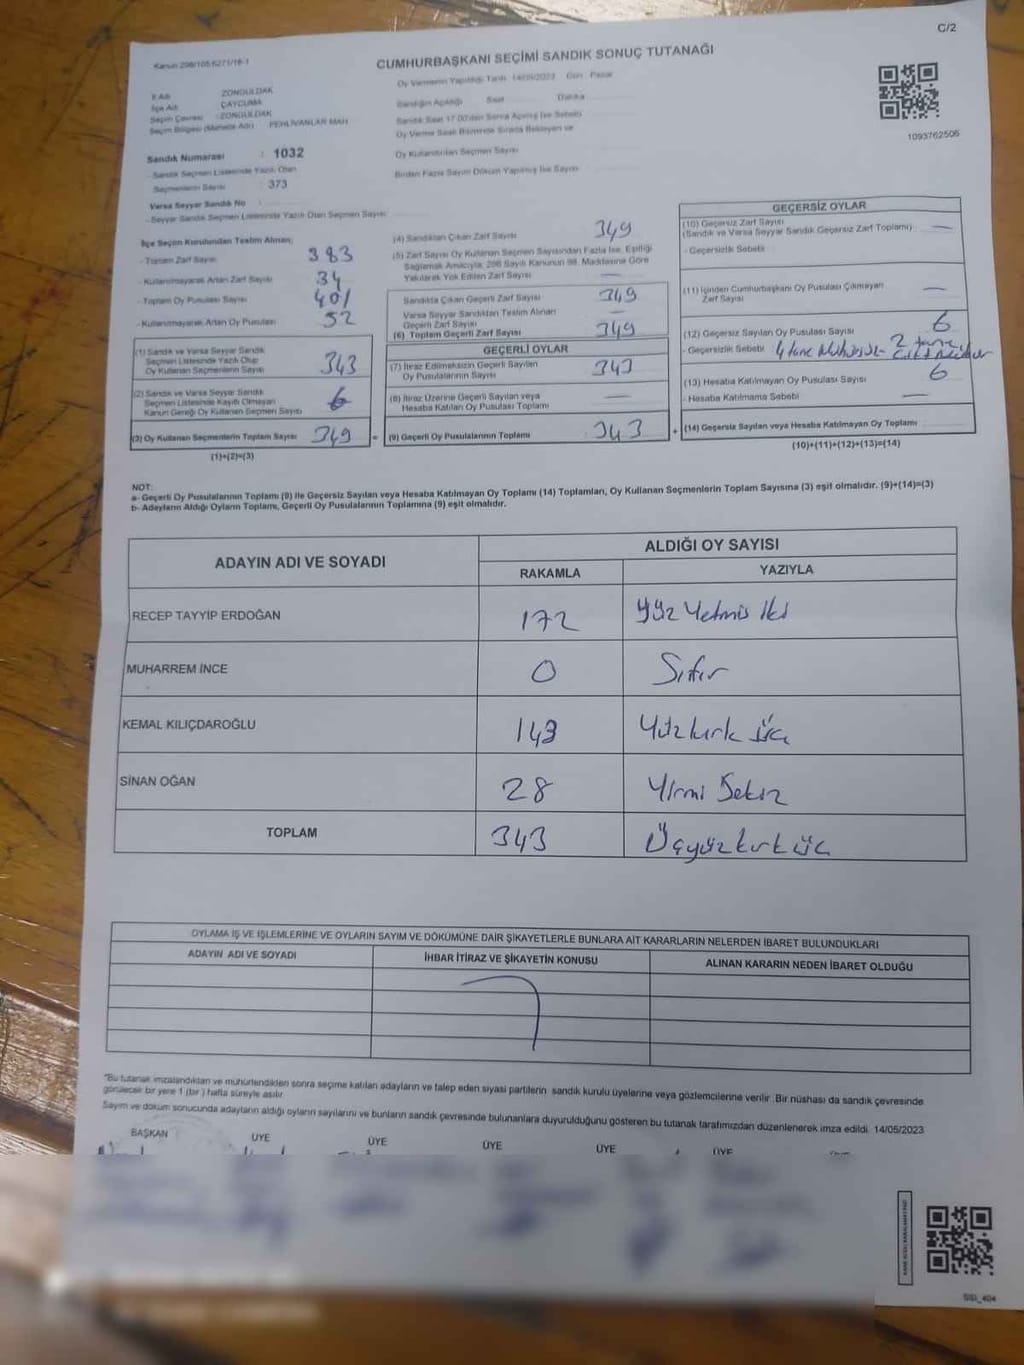 C/2
Kanun 298/105 6271/16-1
CUMHURBAŞKANI SEÇİMİ SANDIK SONUÇ TUTANAĞI
1093762506
İl Adı ZONGULDAK
İlçe Adı ÇAYCUMA
Seçim Çevresi : ZONGULDAK
Seçim Bölgesi (Mahalle Adı) PEHLİVANLAR MAH
Sandık Numarası : 1032
- Sandık Seçmen Listesinde Yazılı Olan
Seçmenlerin Sayısı : 373
Varsa Seyyar Sandık No :
- Seyyar Sandık Seçmen Listesinde Yazılı Olan Seçmen Sayısı
Oy Vermenin Yapıldığı Tarih 14/05/2023 Gün Pazar
Sandığın Açıldığı Saat Dakika
Sandık Saat 17.00'den Sonra Açılmış İse Sebebi
Oy Verme Saati Bitiminde Sırada Bekleyen ve
Oy Kullandırılan Seçmen Sayısı
Birden Fazla Sayım Döküm Yapılmış İse Sayısı
İlçe Seçim Kurulundan Teslim Alınan;
- Toplam Zarf Sayısı 383
- Kullanılmayarak Artan Zarf Sayısı 34
- Toplam Oy Pusulası Sayısı 401
- Kullanılmayarak Artan Oy Pusulası 52
(1) Sandık ve Varsa Seyyar Sandık
Seçmen Listesinde Yazılı Olup
Oy Kullanan Seçmenlerin Sayısı 343
(2) Sandık ve Varsa Seyyar Sandık
Seçmen Listesinde Kayıtlı Olmayan
Kanun Gereği Oy Kullanan Seçmen Sayısı 6
(3) Oy Kullanan Seçmenlerin Toplam Sayısı 349 =
(1)+(2)=(3)
(4) Sandıktan Çıkan Zarf Sayısı 349
(5) Zarf Sayısı Oy Kullanan Seçmen Sayısından Fazla İse, Eşitliği
Sağlamak Amacıyla, 298 Sayılı Kanunun 98. Maddesine Göre
Yakılarak Yok Edilen Zarf Sayısı —
Sandıkta Çıkan Geçerli Zarf Sayısı 349
Varsa Seyyar Sandıktan Teslim Alınan
Geçerli Zarf Sayısı
(6) Toplam Geçerli Zarf Sayısı 349
GEÇERLİ OYLAR
(7) İtiraz Edilmeksizin Geçerli Sayılan
Oy Pusulalarının Sayısı 343
(8) İtiraz Üzerine Geçerli Sayılan veya
Hesaba Katılan Oy Pusulası Toplamı —
(9) Geçerli Oy Pusulalarının Toplamı 343 +
GEÇERSİZ OYLAR
(10) Geçersiz Zarf Sayısı
(Sandık ve Varsa Seyyar Sandık Geçersiz Zarf Toplamı) —
- Geçersizlik Sebebi
(11) İçinden Cumhurbaşkanı Oy Pusulası Çıkmayan
Zarf Sayısı —
(12) Geçersiz Sayılan Oy Pusulası Sayısı 6
- Geçersizlik Sebebi 4 tane 2 tane
(13) Hesaba Katılmayan Oy Pusulası Sayısı 6
- Hesaba Katılmama Sebebi —
(14) Geçersiz Sayılan veya Hesaba Katılmayan Oy Toplamı
(10)+(11)+(12)+(13)=(14)
NOT:
a- Geçerli Oy Pusulalarının Toplamı (9) ile Geçersiz Sayılan veya Hesaba Katılmayan Oy Toplamı (14) Toplamları, Oy Kullanan Seçmenlerin Toplam Sayısına (3) eşit olmalıdır. (9)+(14)=(3)
b- Adayların Aldığı Oyların Toplamı, Geçerli Oy Pusulalarının Toplamına (9) eşit olmalıdır.
ADAYIN ADI VE SOYADI
ALDIĞI OY SAYISI
RAKAMLA YAZIYLA
RECEP TAYYİP ERDOĞAN 172 Yüz Yetmiş İki
MUHARREM İNCE 0 Sıfır
KEMAL KILIÇDAROĞLU 143 Yüzkırk üç
SİNAN OĞAN 28 Yirmi Sekiz
TOPLAM 343 Üçyüzkırk üç
OYLAMA İŞ VE İŞLEMLERİNE VE OYLARIN SAYIM VE DÖKÜMÜNE DAİR ŞİKAYETLERLE BUNLARA AİT KARARLARIN NELERDEN İBARET BULUNDUKLARI
ADAYIN ADI VE SOYADI İHBAR İTİRAZ VE ŞİKAYETİN KONUSU ALINAN KARARIN NEDEN İBARET OLDUĞU
*Bu tutanak imzalandıktan ve mühürlendikten sonra seçime katılan adayların ve talep eden siyasi partilerin sandık kurulu üyelerine veya gözlemcilerine verilir. Bir nüshası da sandık çevresinde
görülecek bir yere 1 (bir) hafta süreyle asılır.
Sayım ve döküm sonucunda adayların aldığı oyların sayılarını ve bunların sandık çevresinde bulunanlara duyurulduğunu gösteren bu tutanak tarafımızdan düzenlenerek imza edildi. 14/05/2023
BAŞKAN ÜYE ÜYE ÜYE ÜYE ÜYE
SSI_404